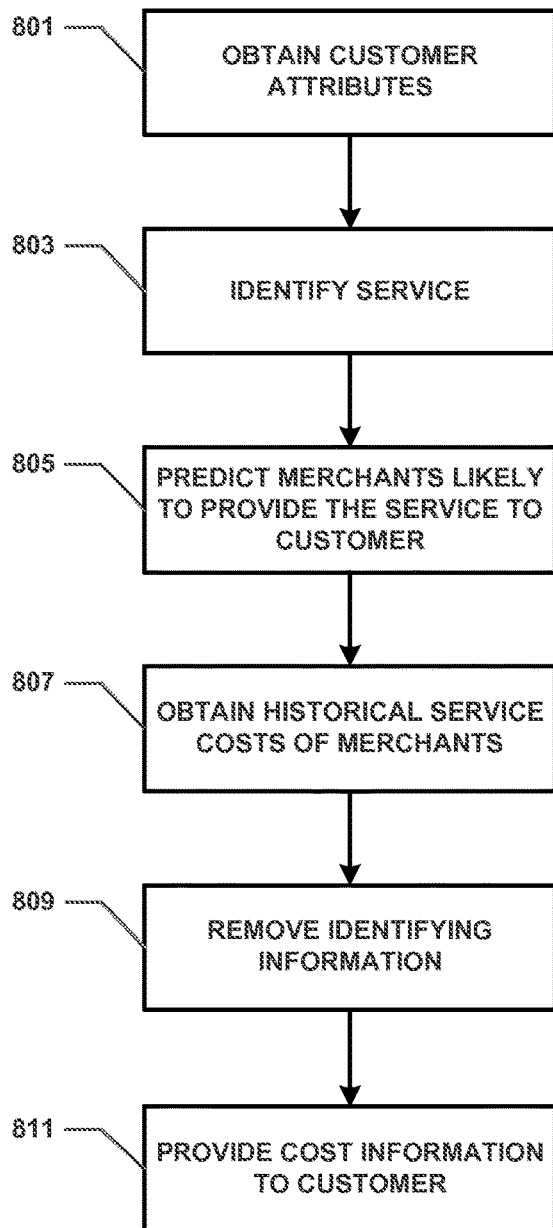 801
OBTAIN CUSTOMER
ATTRIBUTES
803
IDENTIFY SERVICE
805
PREDICT MERCHANTS LIKELY
TO PROVIDE THE SERVICE TO
CUSTOMER
807
OBTAIN HISTORICAL SERVICE
COSTS OF MERCHANTS
809
REMOVE IDENTIFYING
INFORMATION
811
PROVIDE COST INFORMATION
TO CUSTOMER